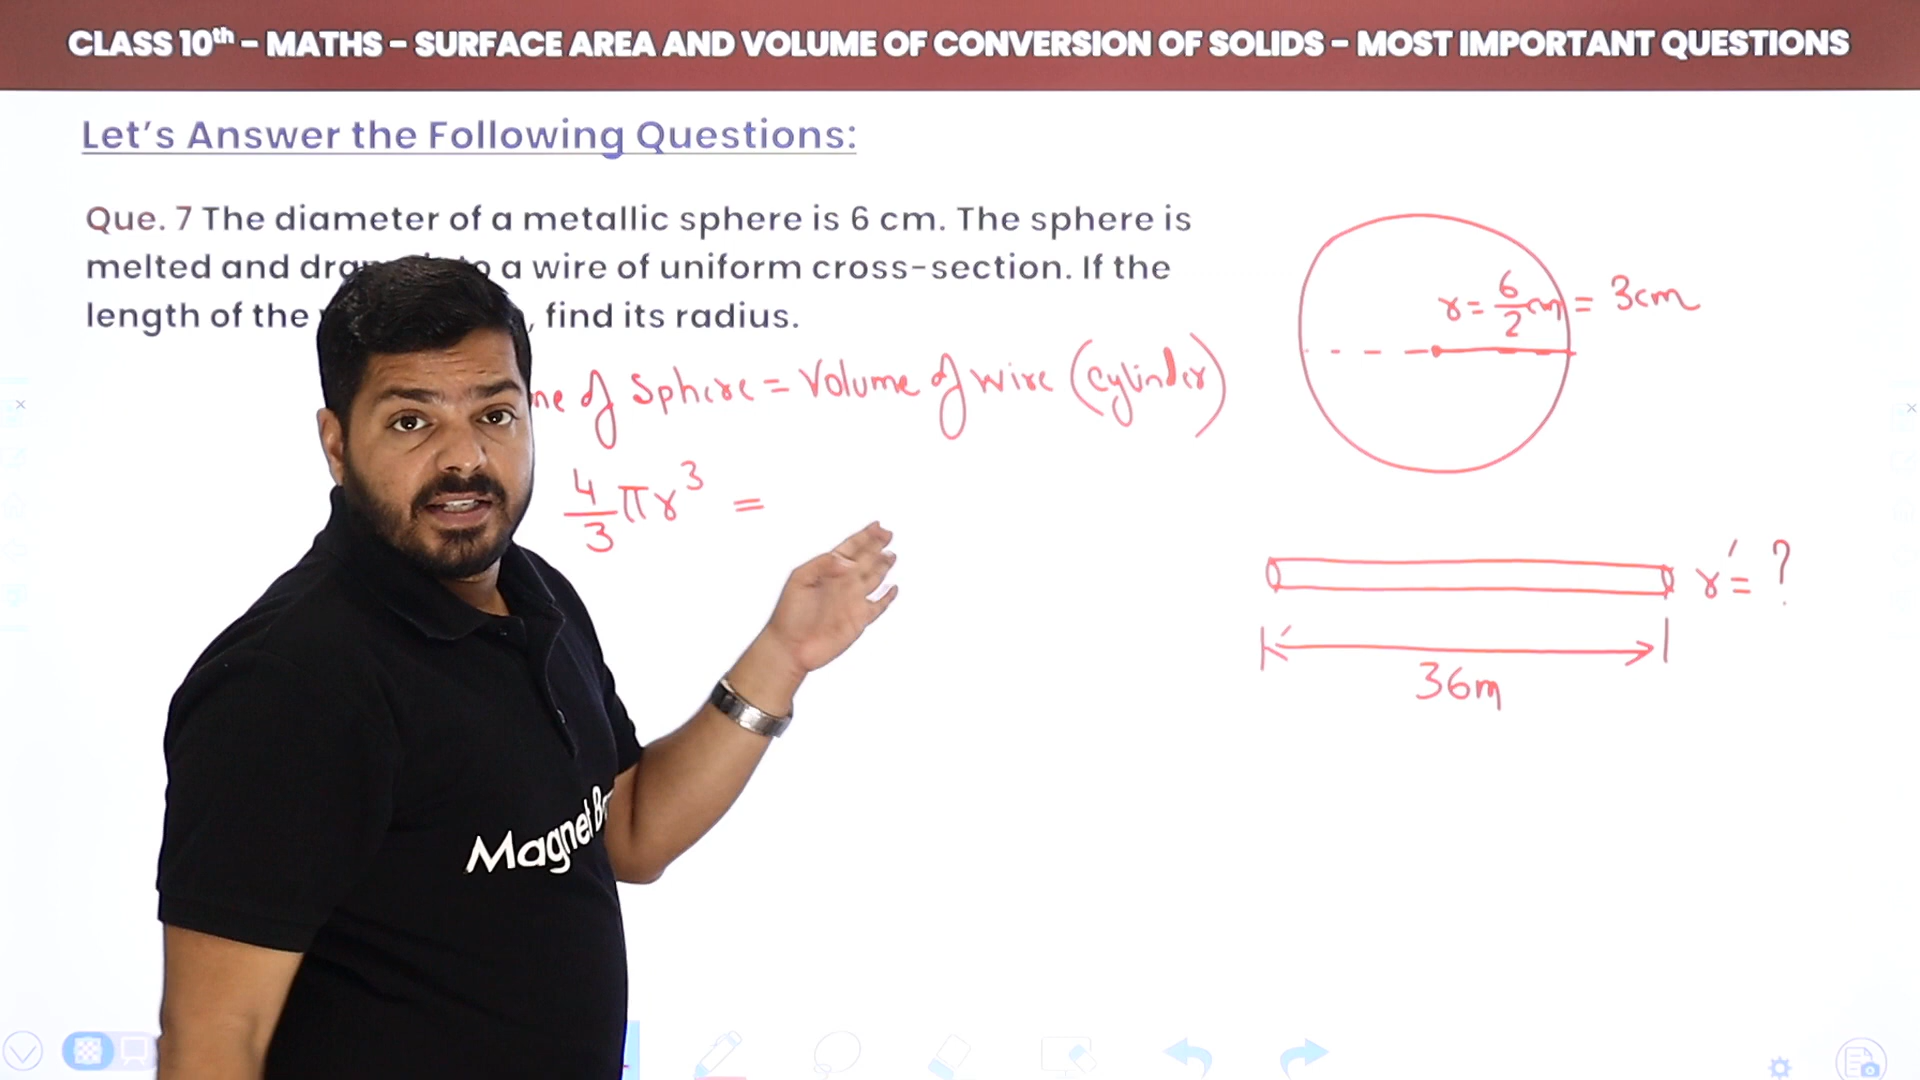 CLASS 10th - MATHS - SURFACE AREA AND VOLUME OF CONVERSION OF SOLIDS - MOST IMPORTANT QUESTIONS
Let's Answer the Following Questions:
Que. 7 The diameter of a metallic sphere is 6 cm. The sphere is
melted and a wire of uniform cross-section. If the
length of the , find its radius.
of Sphere = Volume of wire (cylinder)
4/3 πr³ =
r = 6/2 cm = 3cm
r' = ?
36m
Magnet